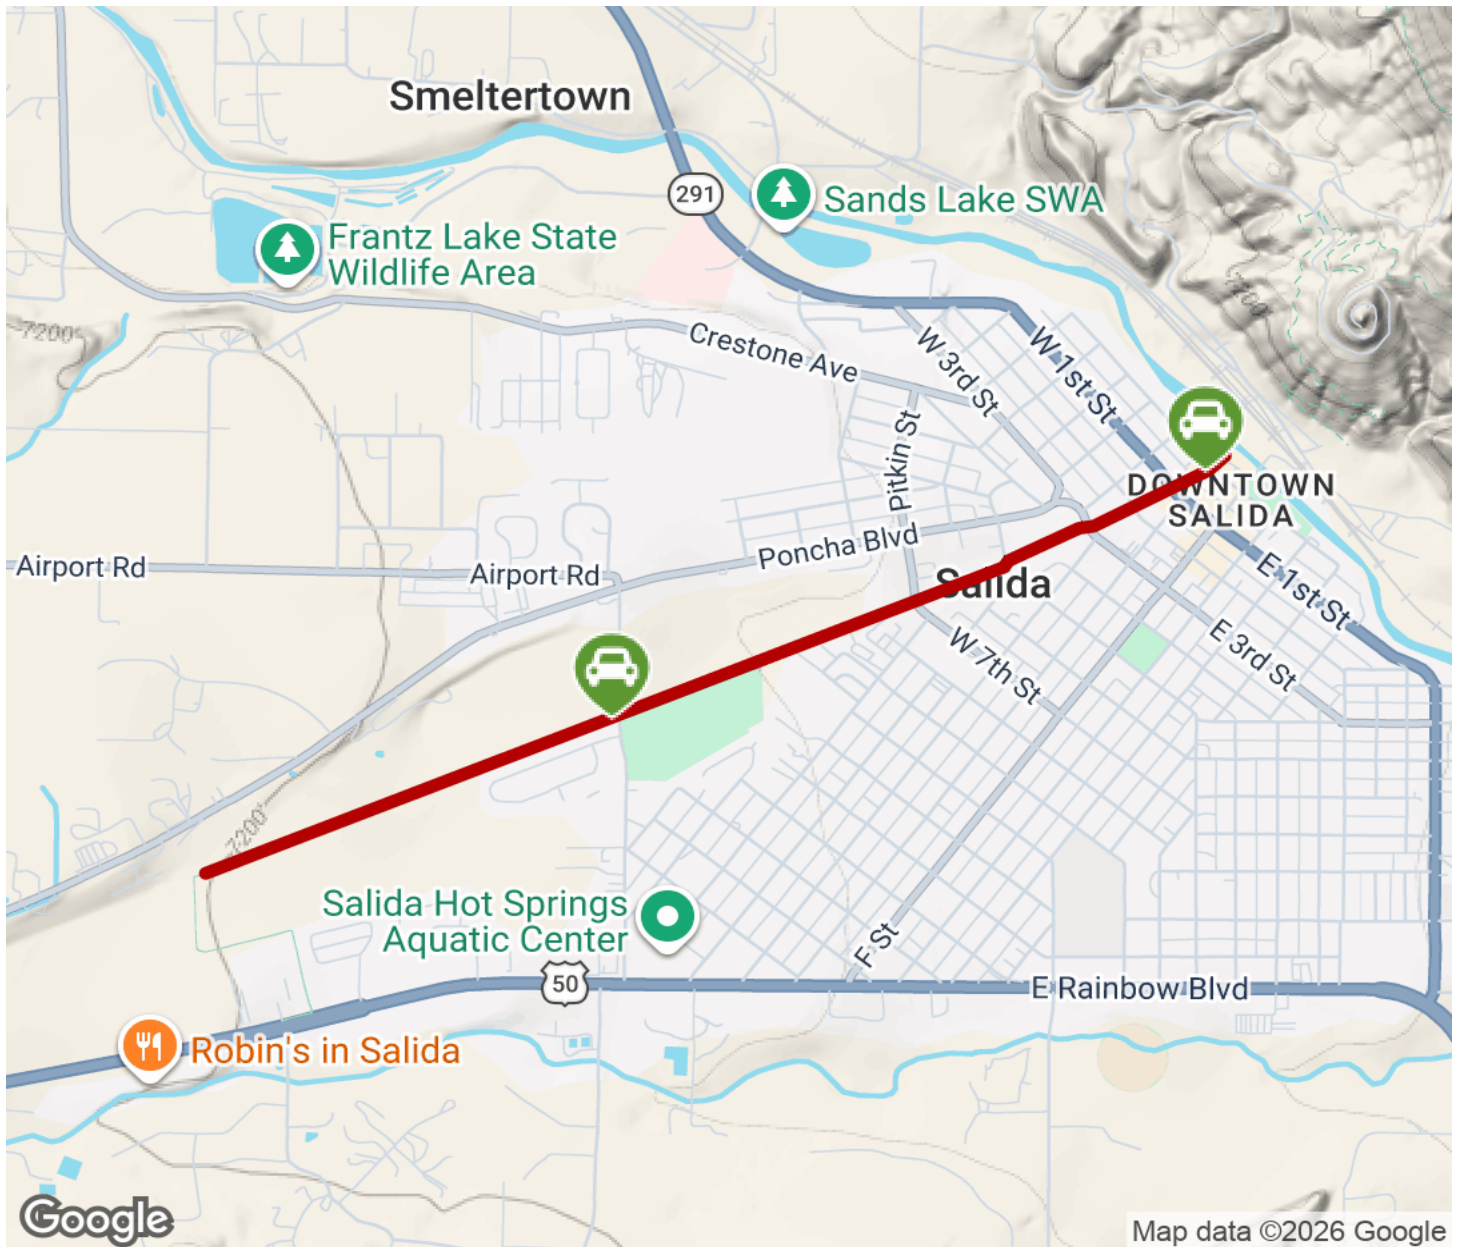 Smeltertown
291
Sands Lake SWA
Frantz Lake State
Wildlife Area
7200'
7400
Crestone Ave
W 3rd St
W 1st St
Pitkin St
DOWNTOWN
SALIDA
Airport Rd
Airport Rd
Poncha Blvd
Salida
E 1st St
E 3rd St
W 7th St
7200'
Salida Hot Springs
Aquatic Center
F St
50
E Rainbow Blvd
Robin's in Salida
Google
Map data ©2026 Google